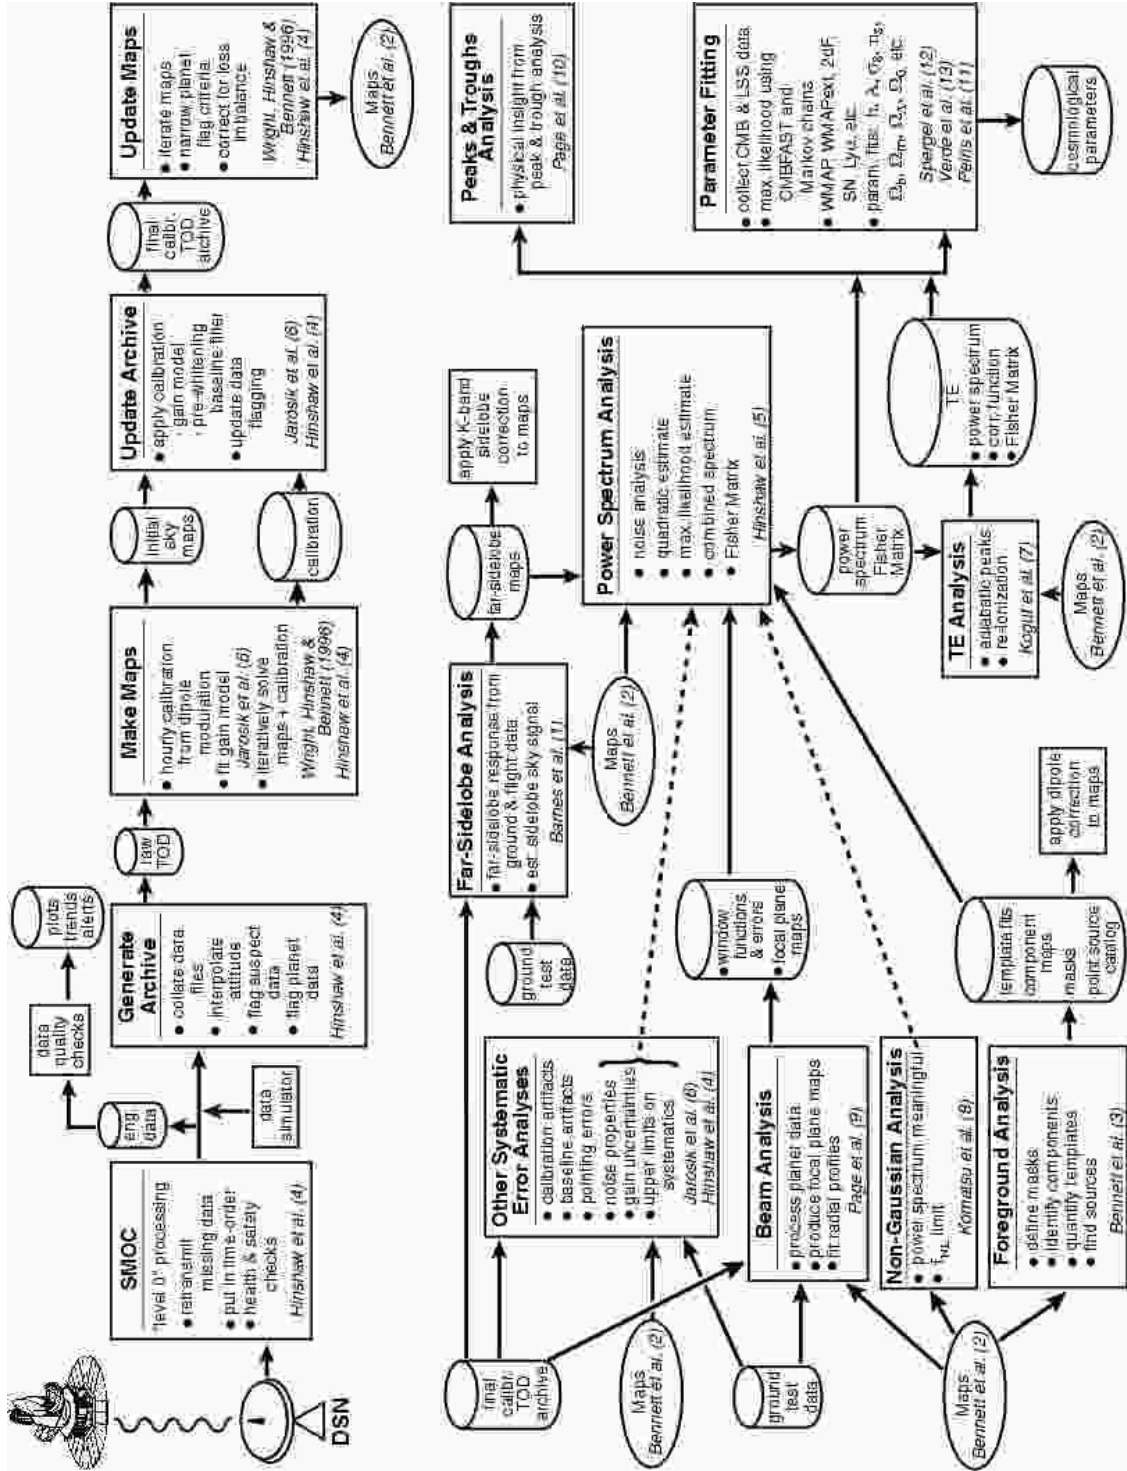 DSN
SMOC
"level 0" processing
• retransmit
missing data
• put in time-order
• health & safety
checks
Hinshaw et al. (4)
eng.
data
data
simulator
data
quality
checks
plots
trends
alerts
Generate
Archive
• collate data
files
• interpolate
attitude
• flag suspect
data
• flag planet
data
Hinshaw et al. (4)
raw
TOD
Make Maps
• hourly calibration
from dipole
modulation
• fit gain model
Jarosik et al. (6)
• iteratively solve
maps + calibration
Wright, Hinshaw &
Bennett (1996)
Hinshaw et al. (4)
initial
sky
maps
calibration
Update Archive
• apply calibration
- gain model
- pre-whitening
baseline filter
• update data
flagging
Jarosik et al. (6)
Hinshaw et al. (4)
final
calibr.
TOD
archive
Update Maps
• iterate maps
• narrow planet
flag criteria
• correct for loss
imbalance
Wright, Hinshaw &
Bennett (1996)
Hinshaw et al. (4)
Maps
Bennett et al. (2)
final
calibr.
TOD
archive
Maps
Bennett et al. (2)
ground
test
data
Maps
Bennett et al. (2)
Other Systematic
Error Analyses
• calibration artifacts
• baseline artifacts
• pointing errors
• noise properties
• gain uncertainties
• upper limits on
systematics
Jarosik et al. (6)
Hinshaw et al. (4)
Beam Analysis
• process planet data
• produce focal plane maps
• fit radial profiles
Page et al. (9)
Non-Gaussian Analysis
• power spectrum meaningful
• f_NL limit
Komatsu et al. (8)
Foreground Analysis
• define masks
• identify components
• quantify templates
• find sources
Bennett et al. (3)
ground
test
data
Far-Sidelobe Analysis
• far-sidelobe response from
ground & flight data
• est. sidelobe sky signal
Barnes et al. (1)
Maps
Bennett et al. (2)
• window
functions
& errors
• local plane
maps
template fits
component
maps
masks
point source
catalog
apply dipole
correction
to maps
far-sidelobe
maps
apply K-band
sidelobe
correction
to maps
Power Spectrum Analysis
• noise analysis
• quadratic estimate
• max. likelihood estimate
• combined spectrum
• Fisher Matrix
Hinshaw et al. (5)
power
spectrum
Fisher
Matrix
TE Analysis
• adiabatic peaks
• re-ionization
Kogut et al. (7)
Maps
Bennett et al. (2)
TE
• power spectrum
• corr. function
• Fisher Matrix
Peaks & Troughs
Analysis
• physical insight from
peak & trough analysis
Page et al. (10)
Parameter Fitting
• collect CMB & LSS data
• max. likelihood using
CMBFAST and
Markov chains
• WMAP, WMAPext, 2dF,
SN, Lyα, etc.
• param. fits: h, A, σ8, nS,
Ωb, Ωm, ΩΛ, Ω0, etc.
Spergel et al. (12)
Verde et al. (13)
Peiris et al. (11)
cosmological
parameters